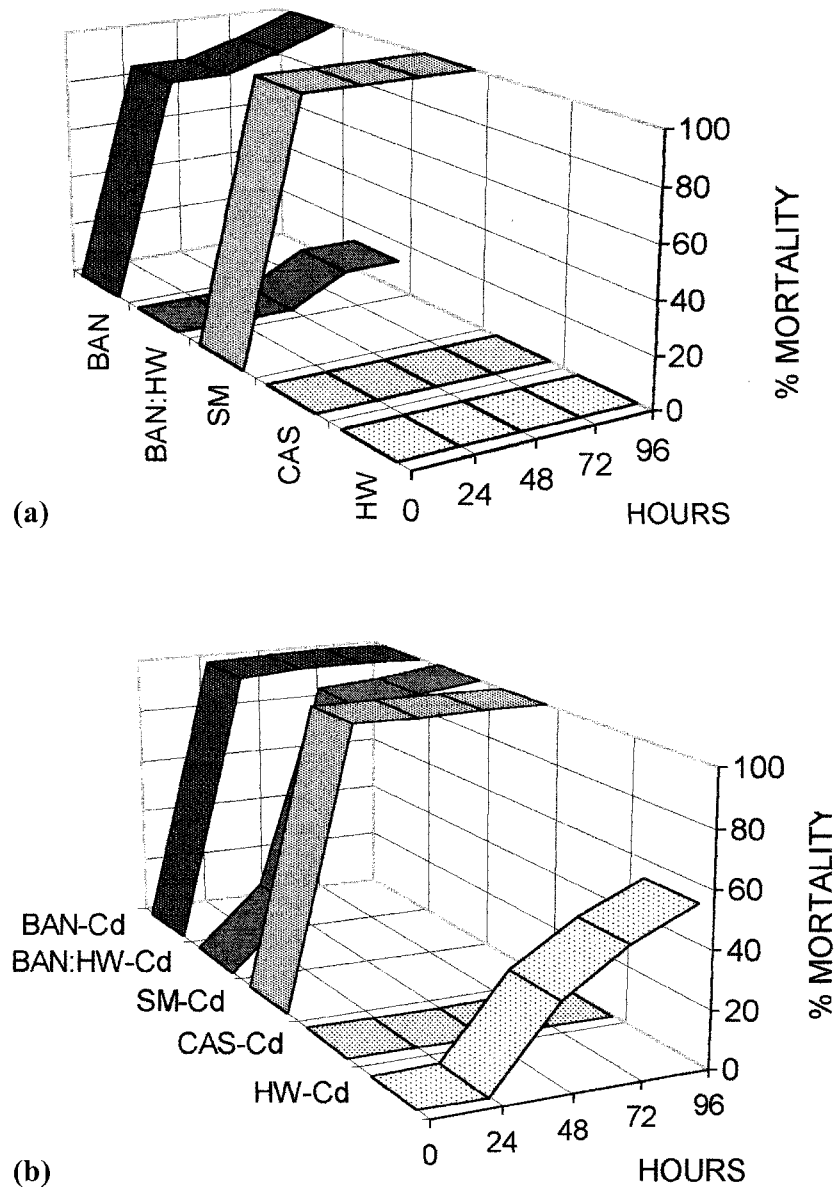 100
80
60
40
20
0
% MORTALITY
BAN
BAN:HW
SM
CAS
HW
0 24 48 72 96
HOURS
(a)
100
80
60
40
20
0
% MORTALITY
BAN-Cd
BAN:HW-Cd
SM-Cd
CAS-Cd
HW-Cd
0 24 48 72 96
HOURS
(b)